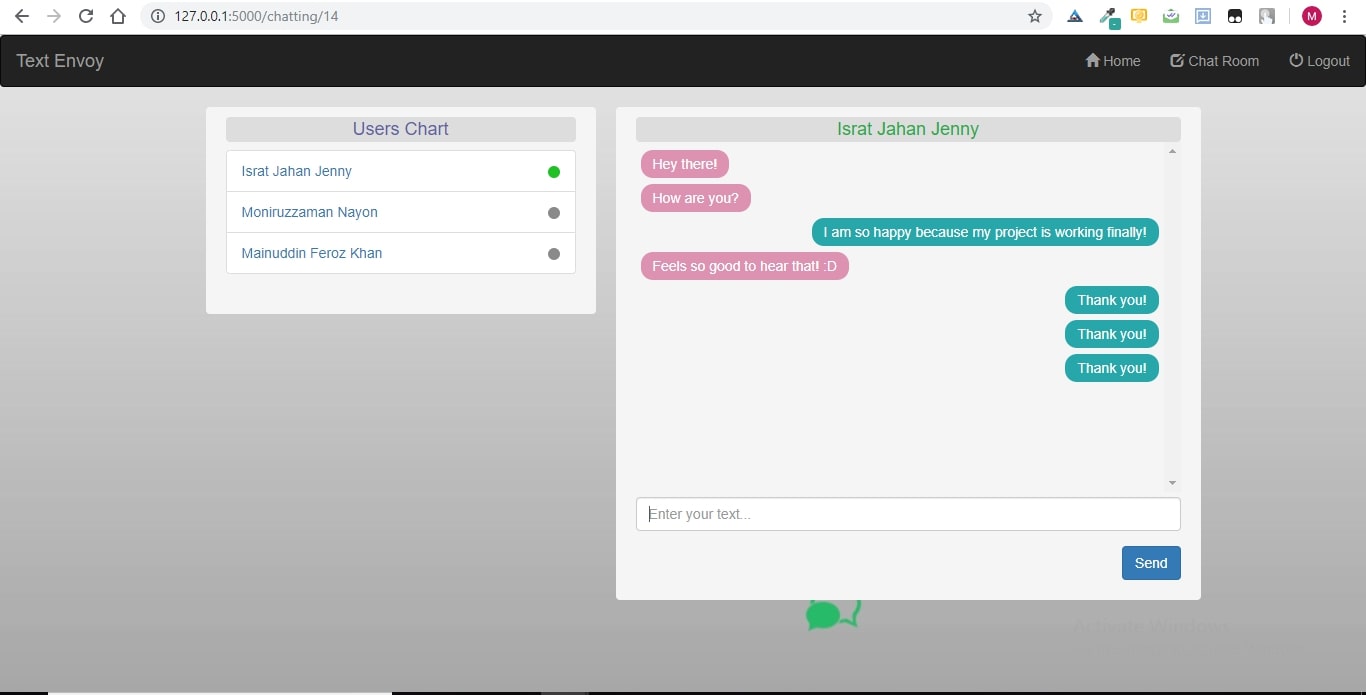 127.0.0.1:5000/chatting/14
M
Text Envoy
Home
Chat Room
Logout
Users Chart
Israt Jahan Jenny
Moniruzzaman Nayon
Mainuddin Feroz Khan
Israt Jahan Jenny
Hey there!
How are you?
I am so happy because my project is working finally!
Feels so good to hear that! :D
Thank you!
Thank you!
Thank you!
Enter your text...
Send
Activate Windows